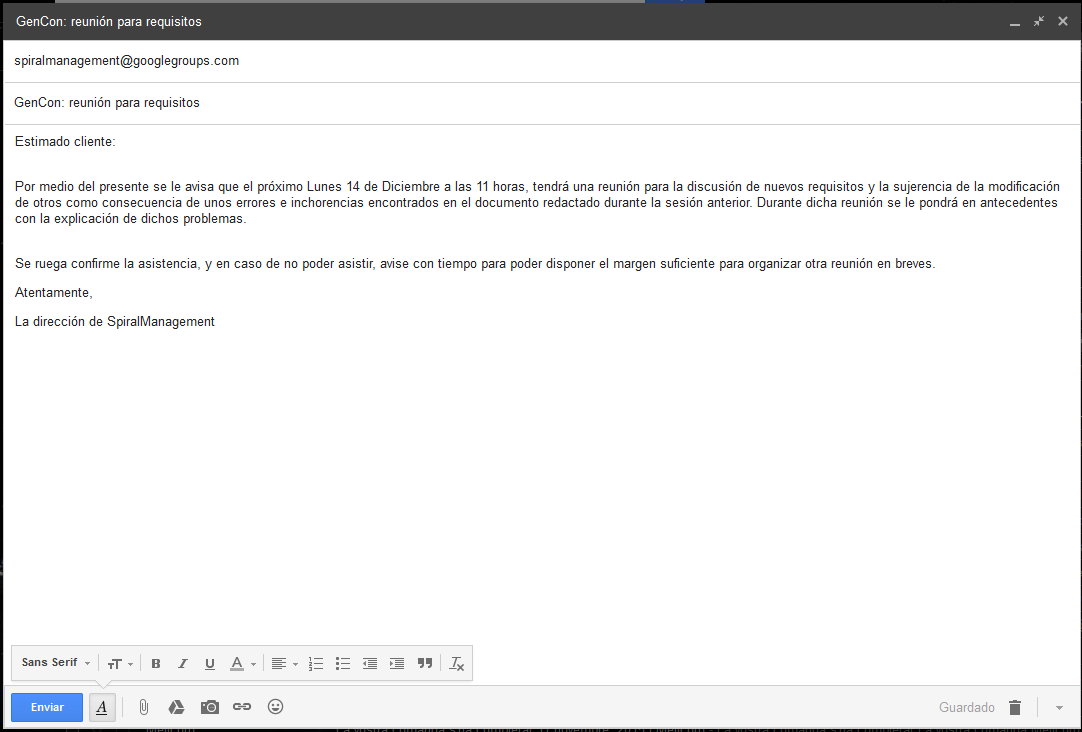 GenCon: reunión para requisitos
spiralmanagement@googlegroups.com
GenCon: reunión para requisitos
Estimado cliente:
Por medio del presente se le avisa que el próximo Lunes 14 de Diciembre a las 11 horas, tendrá una reunión para la discusión de nuevos requisitos y la sujerencia de la modificación
de otros como consecuencia de unos errores e inchorencias encontrados en el documento redactado durante la sesión anterior. Durante dicha reunión se le pondrá en antecedentes
con la explicación de dichos problemas.
Se ruega confirme la asistencia, y en caso de no poder asistir, avise con tiempo para poder disponer el margen suficiente para organizar otra reunión en breves.
Atentamente,
La dirección de SpiralManagement
Sans Serif
Enviar
Guardado